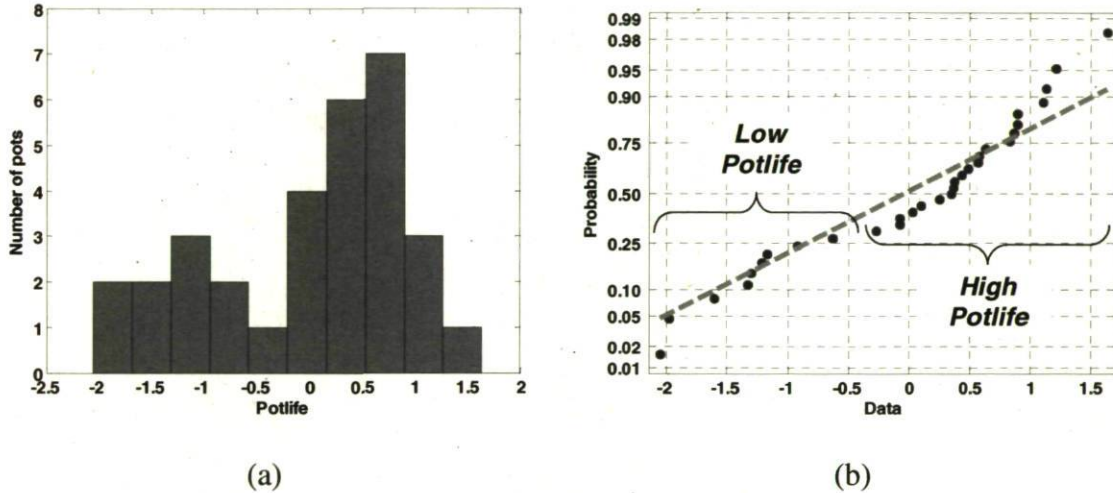 8
7
6
5
4
3
2
1
0
Number of pots
-2.5 -2 -1.5 -1 -0.5 0 0.5 1 1.5 2
Potlife
(a)
0.99
0.98
0.95
0.90
0.75
0.50
0.25
0.10
0.05
0.02
0.01
Probability
Low
Potlife
High
Potlife
-2 -1.5 -1 -0.5 0 0.5 1 1.5
Data
(b)